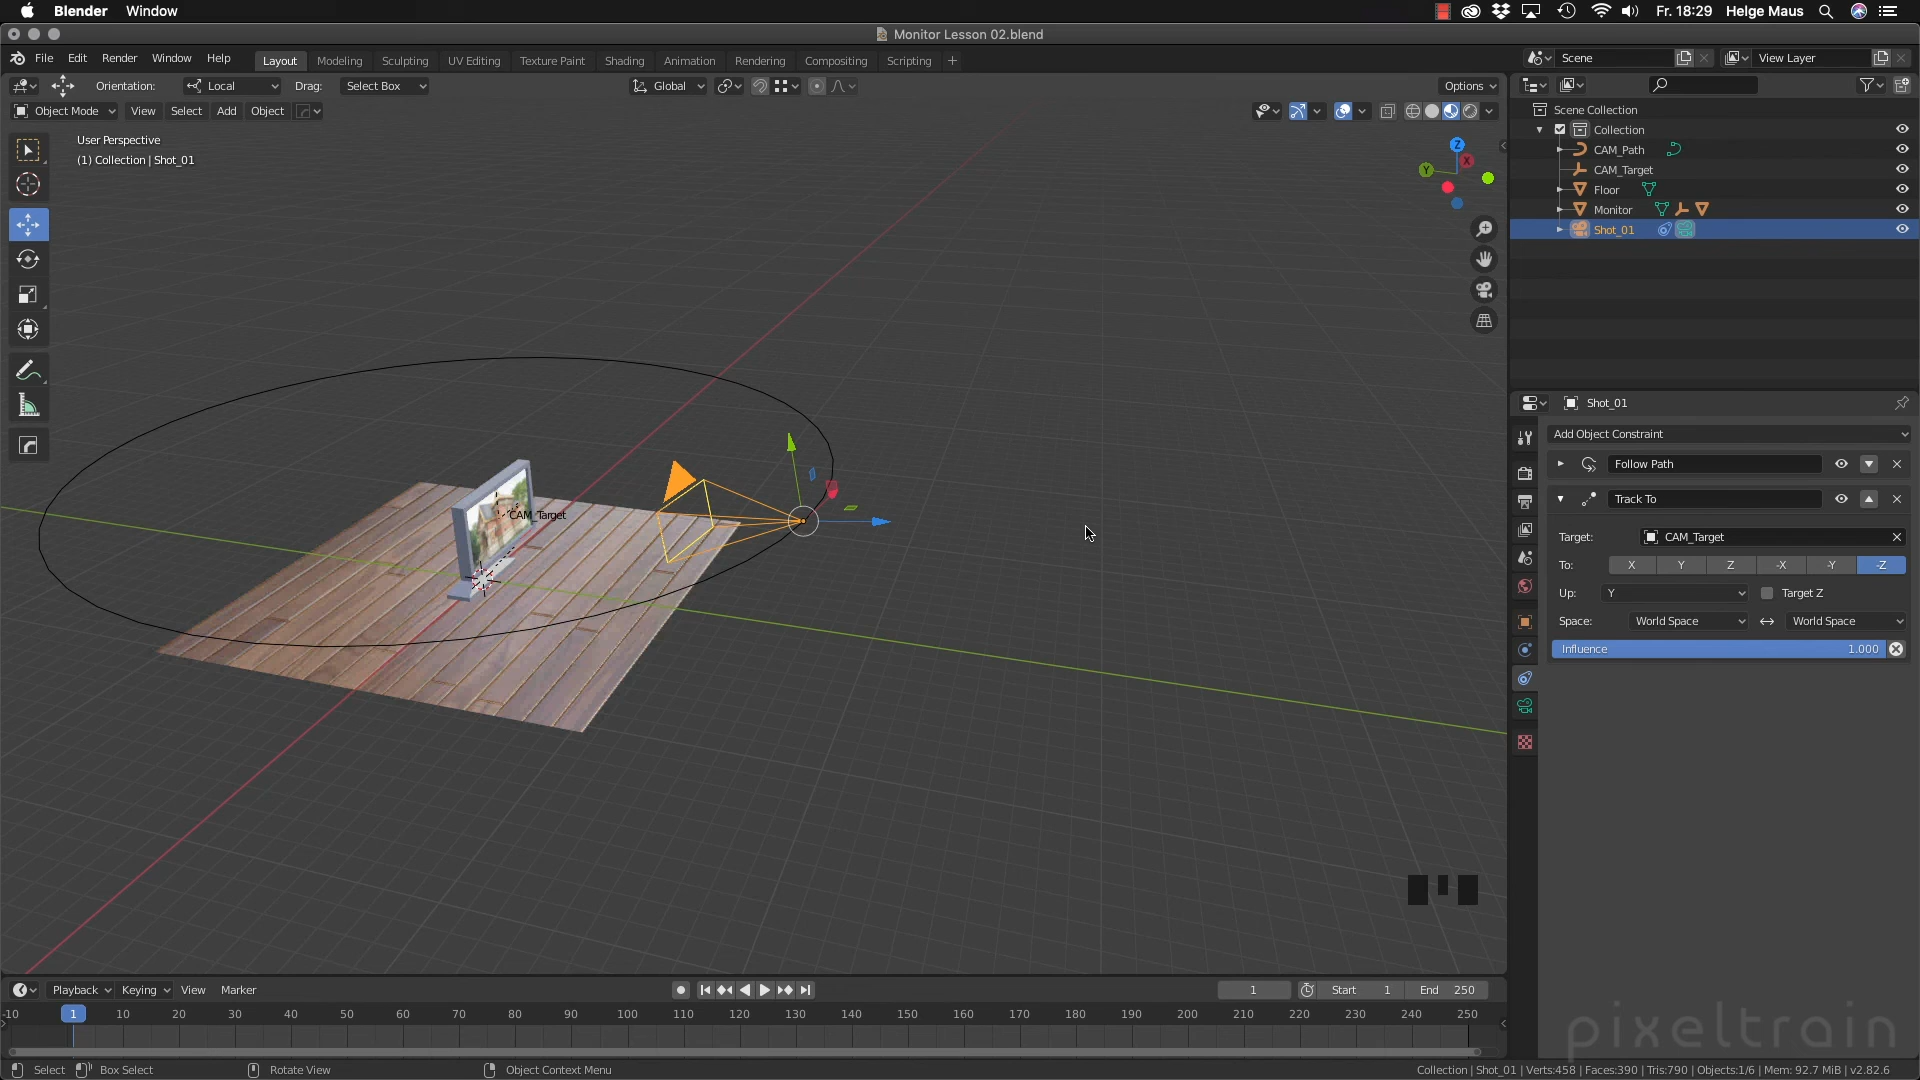 Blender Window Fr. 18:29 Helge Maus
Monitor Lesson 02.blend
File Edit Render Window Help Layout Modeling Sculpting UV Editing Texture Paint Shading Animation Rendering Compositing Scripting + Scene View Layer
Orientation: Local Drag: Select Box Global Options
Object Mode View Select Add Object
User Perspective
(1) Collection | Shot_01
Z
X
Y
CAM_Target
Scene Collection
Collection
CAM_Path
CAM_Target
Floor
Monitor
Shot_01
Shot_01
Add Object Constraint
Follow Path
Track To
Target: CAM_Target
To: X Y Z -X -Y -Z
Up: Y Target Z
Space: World Space World Space
Influence 1.000
Playback Keying View Marker 1 Start 1 End 250
-10 1 10 20 30 40 50 60 70 80 90 100 110 120 130 140 150 160 170 180 190 200 210 220 230 240 250
pixeltrain
Select Box Select Rotate View Object Context Menu Collection | Shot_01 | Verts:458 | Faces:390 | Tris:790 | Objects:1/6 | Mem: 92.7 MiB | v2.82.6